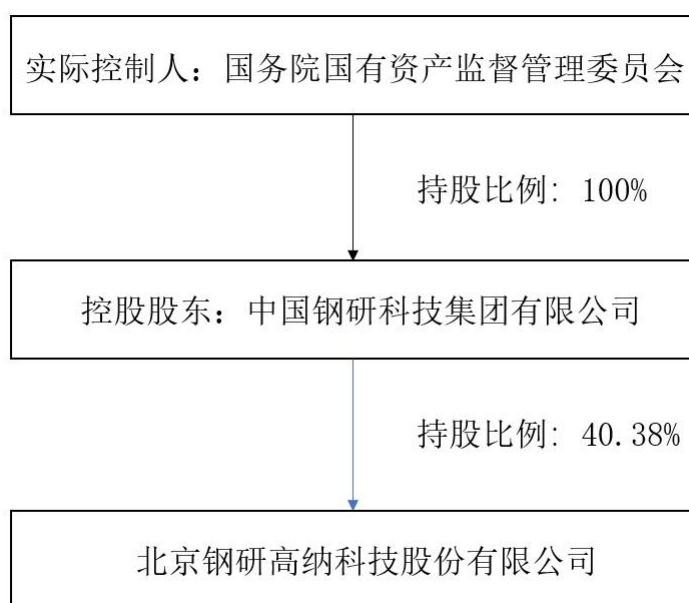 实际控制人：国务院国有资产监督管理委员会
持股比例: 100%
控股股东：中国钢研科技集团有限公司
持股比例: 40.38%
北京钢研高纳科技股份有限公司